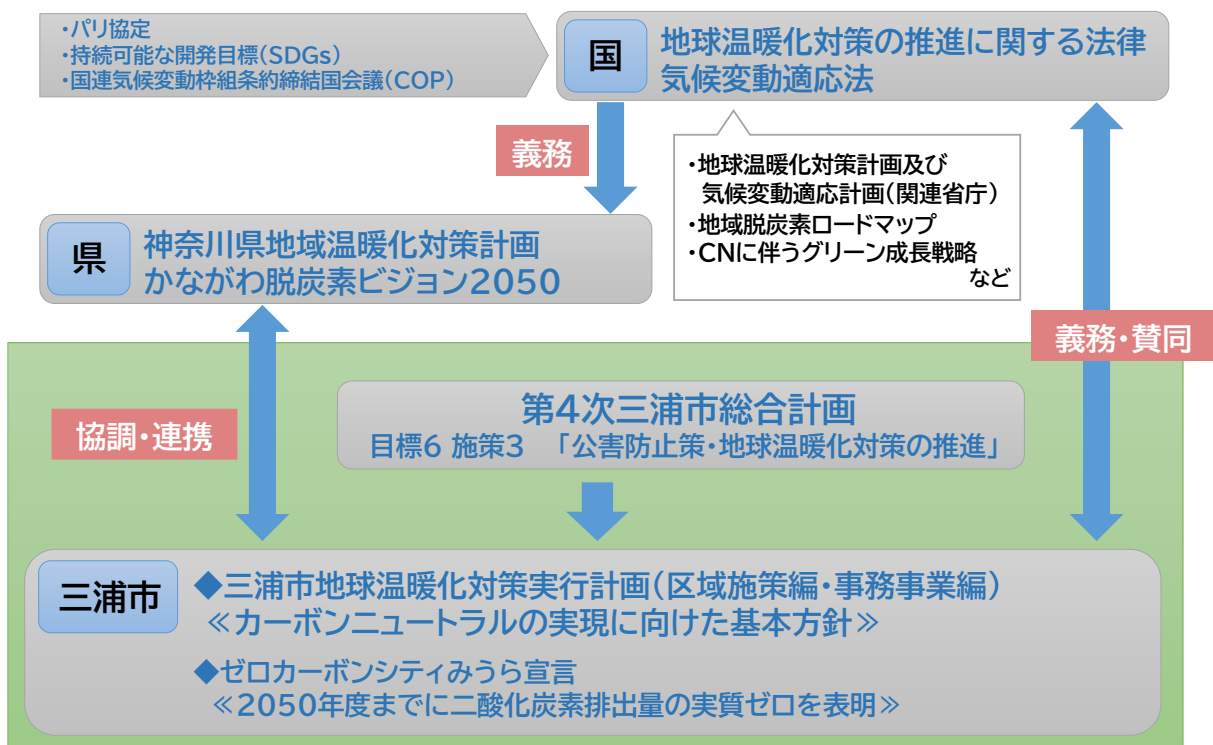 ・パリ協定
・持続可能な開発目標(SDGs)
・国連気候変動枠組条約締結国会議(COP)
国
地球温暖化対策の推進に関する法律
気候変動適応法
義務
・地球温暖化対策計画及び
気候変動適応計画(関連省庁)
・地域脱炭素ロードマップ
・CNに伴うグリーン成長戦略
など
県
神奈川県地域温暖化対策計画
かながわ脱炭素ビジョン2050
義務・賛同
協調・連携
第4次三浦市総合計画
目標6 施策3 「公害防止策・地球温暖化対策の推進」
三浦市
◆三浦市地球温暖化対策実行計画(区域施策編・事務事業編)
≪カーボンニュートラルの実現に向けた基本方針≫
◆ゼロカーボンシティみうら宣言
≪2050年度までに二酸化炭素排出量の実質ゼロを表明≫